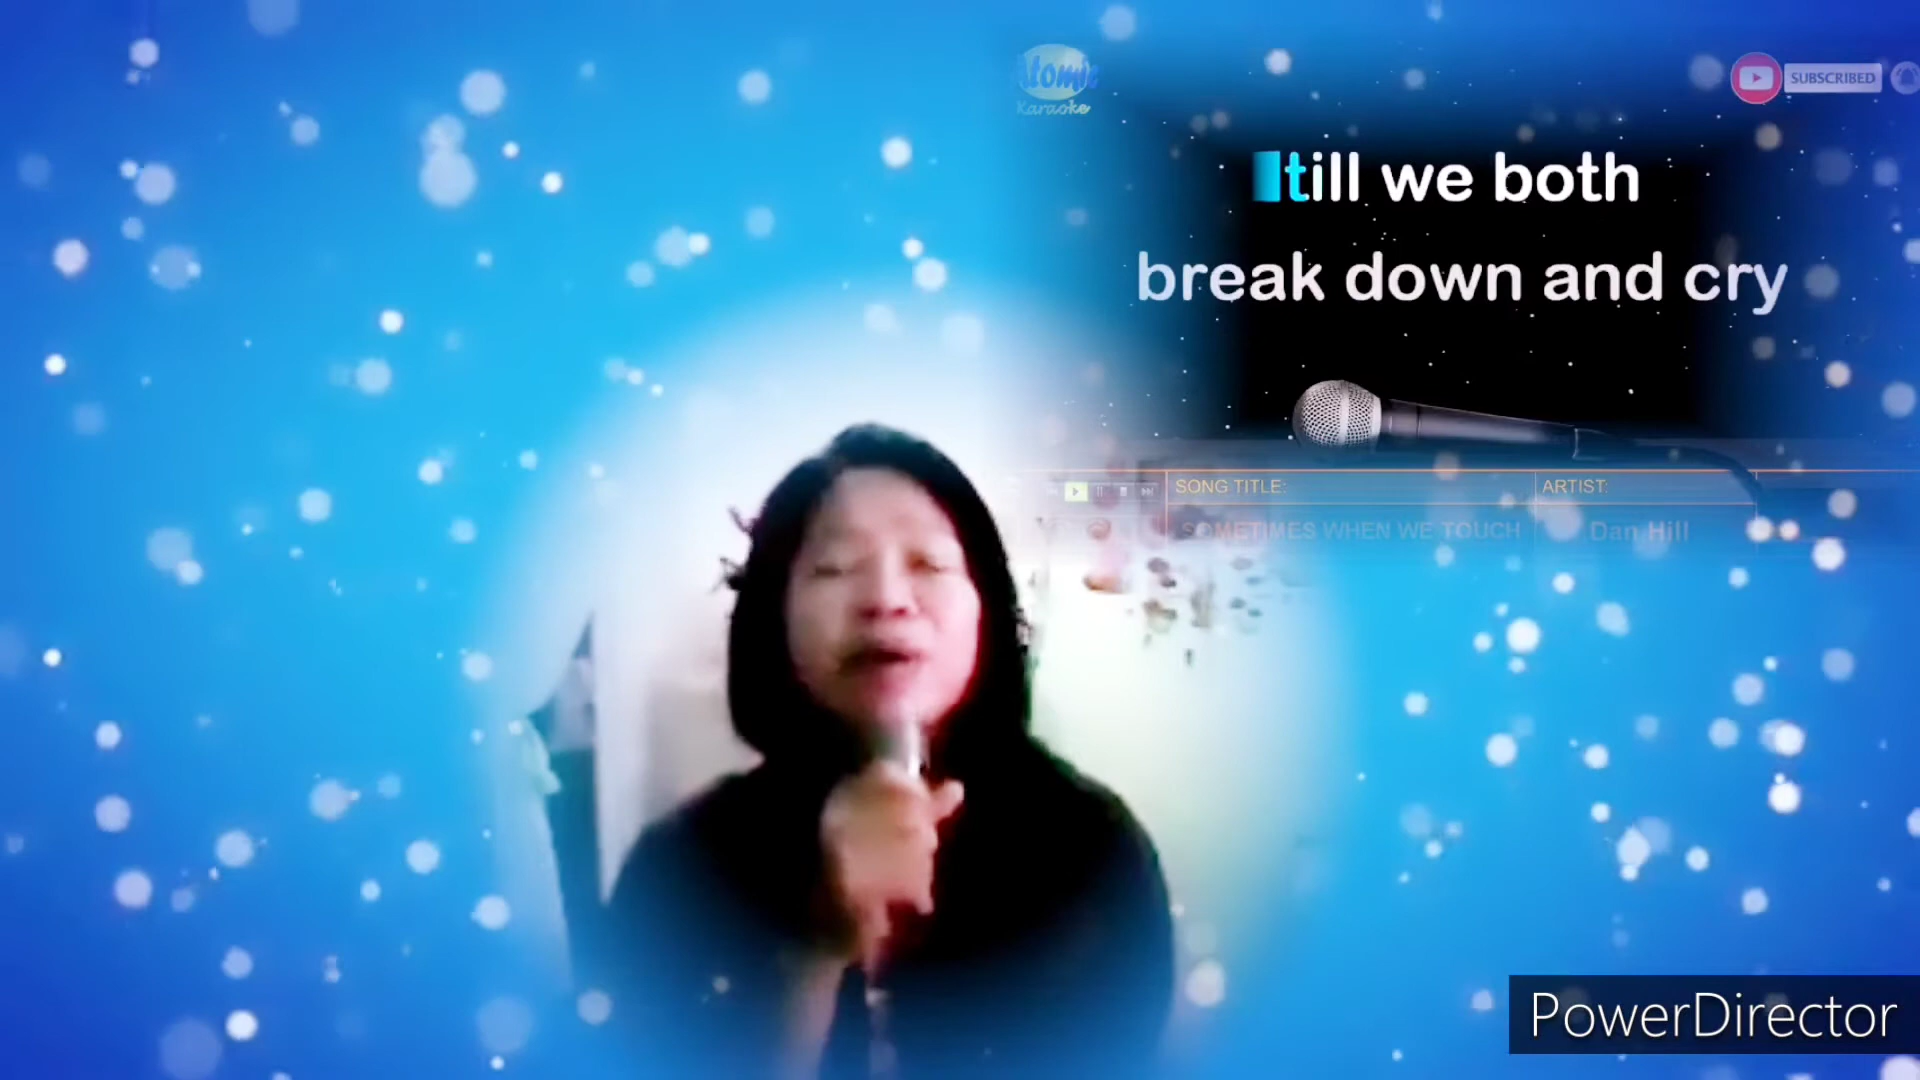 Atomic
Karaoke
SUBSCRIBED
till we both
break down and cry
SONG TITLE:
ARTIST:
SOMETIMES WHEN WE TOUCH
Dan Hill
PowerDirector